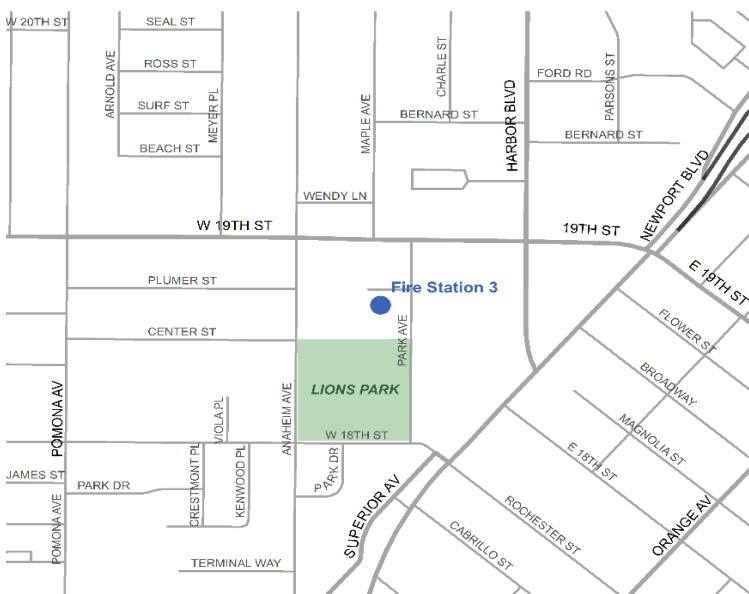 W 20TH ST
SEAL ST
ROSS ST
ARNOLD AVE
SURF ST
MEYER PL
BEACH ST
CHARLE ST
PARSONS ST
FORD RD
BERNARD ST
BERNARD ST
MAPLE AVE
HARBOR BLVD
WENDY LN
W 19TH ST
19TH ST
NEWPORT BLVD
E 19TH ST
PLUMER ST
Fire Station 3
CENTER ST
PARK AVE
FLOWER ST
BROADWAY
LIONS PARK
POMONA AV
ANAHEIM AVE
VIOLA PL
W 18TH ST
MAGNOLIA ST
E 18TH ST
JAMES ST
PARK DR
CRESTMONT PL
KENWOOD PL
PARK DR
SUPERIOR AV
ROCHESTER ST
ORANGE AV
POMONA AVE
CABRILLO ST
TERMINAL WAY